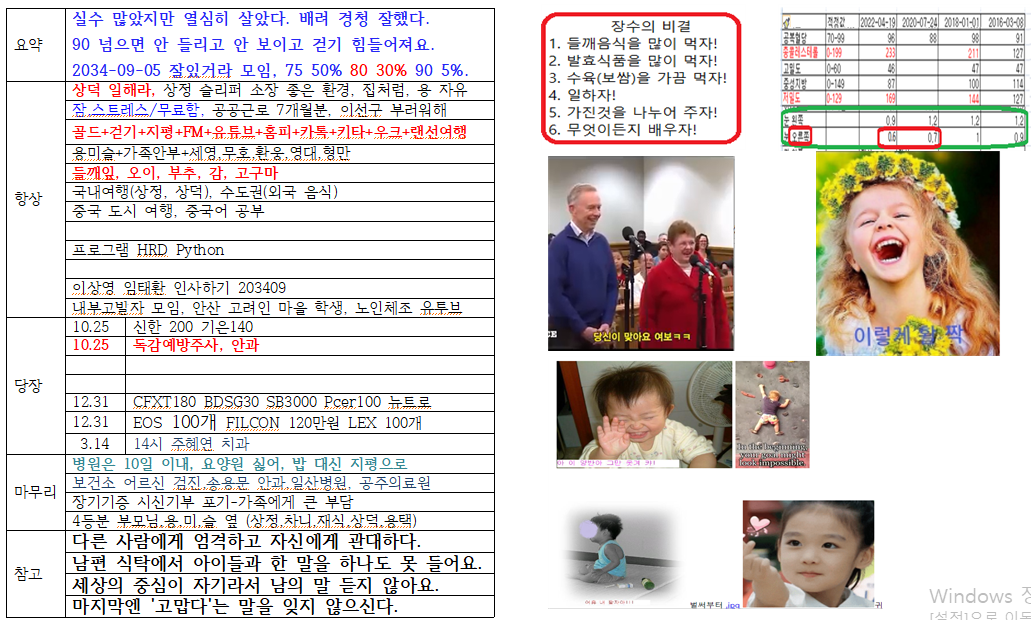 요약
실수 많았지만 열심히 살았다. 배려 경청 잘했다.
90 넘으면 안 들리고 안 보이고 걷기 힘들어져요.
2034-09-05 잘있거라 모임, 75 50% 80 30% 90 5%.
항상
상덕 일해라, 상정 슬리퍼 소장 좋은 환경, 집처럼, 용 자유
잠,스트레스/무료함, 공공근로 7개월분, 이선구 부러워해
골드+걷기+지평+FM+유튜브+홈피+카톡+키타+우크+랜선여행
용미슬+가족안부+세영,무호,환웅,영대,형만
들깨잎, 오이, 부추, 감, 고구마
국내여행(상정, 상덕), 수도권(외국 음식)
중국 도시 여행, 중국어 공부
프로그램 HRD Python
이상영 임태환 인사하기 203409
내부고발자 모임, 안산 고려인 마을 학생, 노인체조 유튜브
당장
10.25 신한 200 기은140
10.25 독감예방주사, 안과
12.31 CFXT180 BDSG30 SB3000 Pcer100 뉴트로
12.31 EOS 100개 FILCON 120만원 LEX 100개
3.14 14시 주혜연 치과
마무리
병원은 10일 이내, 요양원 싫어, 밥 대신 지평으로
보건소 어르신 검진,송용문 안과,일산병원, 공주의료원
장기기증 시신기부 포기-가족에게 큰 부담
4등분 부모님,용,미,슬 옆 (상정,차니,재식,상덕,용택)
참고
다른 사람에게 엄격하고 자신에게 관대하다.
남편 식탁에서 아이들과 한 말을 하나도 못 들어요.
세상의 중심이 자기라서 남의 말 듣지 않아요.
마지막엔 '고맙다'는 말을 잊지 않으신다.
장수의 비결
1. 들깨음식을 많이 먹자!
2. 발효식품을 많이 먹자!
3. 수육(보쌈)을 가끔 먹자!
4. 일하자!
5. 가진것을 나누어 주자!
6. 무엇이든지 배우자!
적정값 2022-04-19 2020-07-24 2018-01-01 2016-03-08
공복혈당 70-99 96 88 98 91
총콜레스테롤 0-199 233 211 127
고밀도 0-60 46 47 47
중성지방 0-149 87 100 114
저밀도 0-129 169 144 127
눈 왼쪽 0.9 1.2 1.2 1.2
눈 오른쪽 0.6 0.7 1 0.9
당신이 맞아요 여보ㅋㅋ
이렇게 활 짝
In the beginning,
your goal might
look impossible.
벌써부터 .jpg
귀
Windows 정
[설정]으로 이동